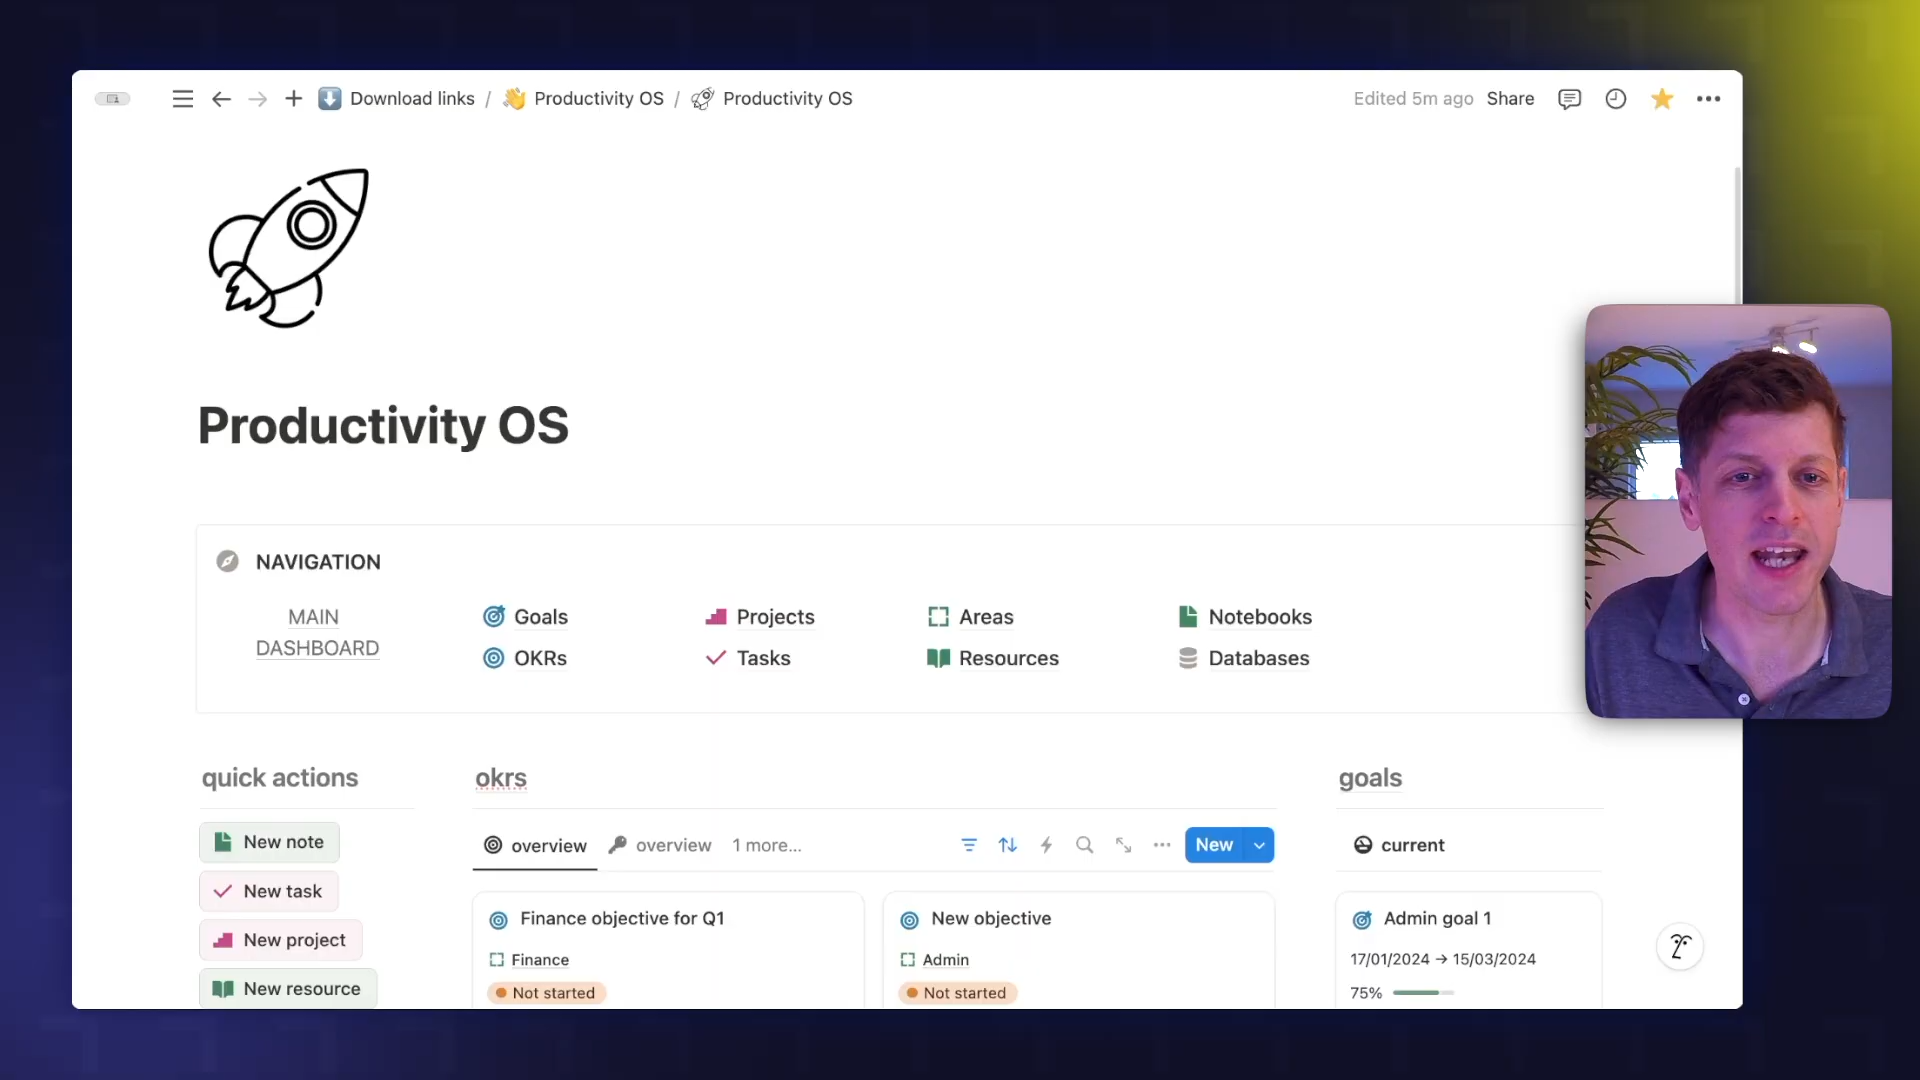 Download links / Productivity OS / Productivity OS
Edited 5m ago Share
Productivity OS
NAVIGATION
MAIN
DASHBOARD
Goals
Projects
Areas
Notebooks
OKRs
Tasks
Resources
Databases
quick actions
New note
New task
New project
New resource
okrs
overview overview 1 more... New
Finance objective for Q1
Finance
Not started
New objective
Admin
Not started
goals
current
Admin goal 1
17/01/2024 → 15/03/2024
75%